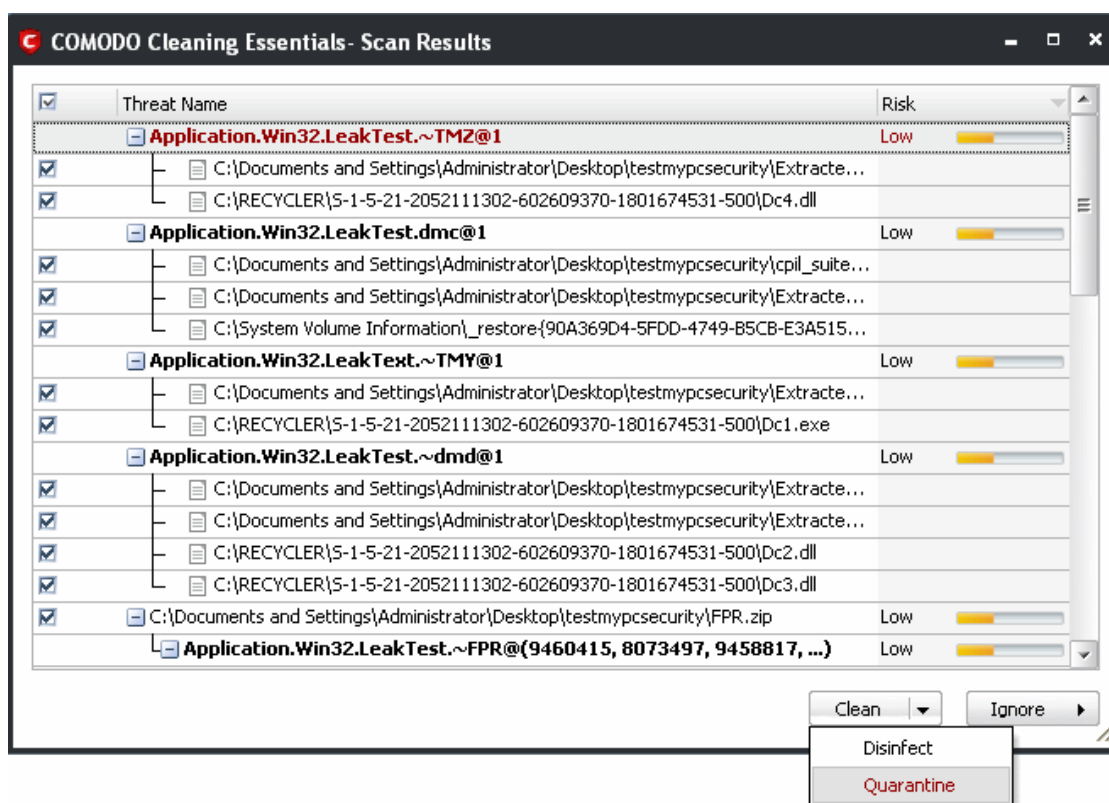 COMODO Cleaning Essentials- Scan Results
Threat Name Risk
Application.Win32.LeakTest.~TMZ@1 Low
C:\Documents and Settings\Administrator\Desktop\testmypcsecurity\Extracte...
C:\RECYCLER\S-1-5-21-2052111302-602609370-1801674531-500\Dc4.dll
Application.Win32.LeakTest.dmc@1 Low
C:\Documents and Settings\Administrator\Desktop\testmypcsecurity\cpil_suite...
C:\Documents and Settings\Administrator\Desktop\testmypcsecurity\Extracte...
C:\System Volume Information\_restore{90A369D4-5FDD-4749-B5CB-E3A515...
Application.Win32.LeakText.~TMY@1 Low
C:\Documents and Settings\Administrator\Desktop\testmypcsecurity\Extracte...
C:\RECYCLER\S-1-5-21-2052111302-602609370-1801674531-500\Dc1.exe
Application.Win32.LeakTest.~dmd@1 Low
C:\Documents and Settings\Administrator\Desktop\testmypcsecurity\Extracte...
C:\Documents and Settings\Administrator\Desktop\testmypcsecurity\Extracte...
C:\RECYCLER\S-1-5-21-2052111302-602609370-1801674531-500\Dc2.dll
C:\RECYCLER\S-1-5-21-2052111302-602609370-1801674531-500\Dc3.dll
C:\Documents and Settings\Administrator\Desktop\testmypcsecurity\FPR.zip Low
Application.Win32.LeakTest.~FPR@(9460415, 8073497, 9458817, ...) Low
Clean Ignore
Disinfect
Quarantine